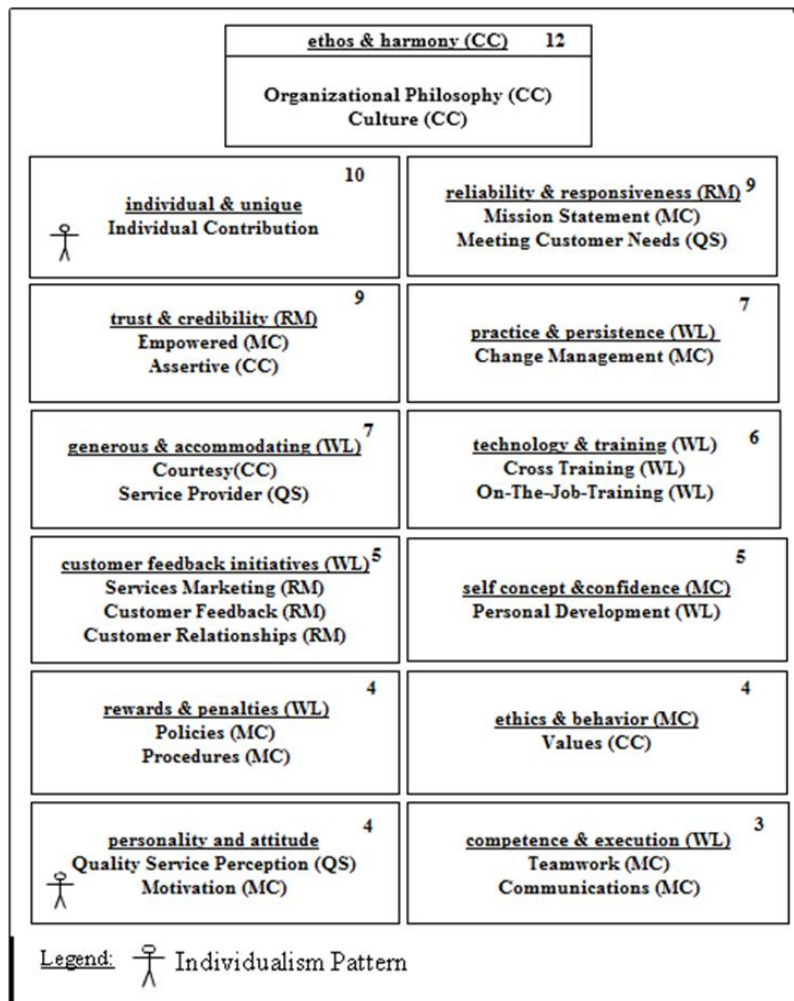 ethos & harmony (CC) 12
Organizational Philosophy (CC)
Culture (CC)
10
individual & unique
Individual Contribution
reliability & responsiveness (RM) 9
Mission Statement (MC)
Meeting Customer Needs (QS)
9
trust & credibility (RM)
Empowered (MC)
Assertive (CC)
7
practice & persistence (WL)
Change Management (MC)
generous & accommodating (WL) 7
Courtesy(CC)
Service Provider (QS)
technology & training (WL) 6
Cross Training (WL)
On-The-Job-Training (WL)
customer feedback initiatives (WL) 5
Services Marketing (RM)
Customer Feedback (RM)
Customer Relationships (RM)
5
self concept &confidence (MC)
Personal Development (WL)
4
rewards & penalties (WL)
Policies (MC)
Procedures (MC)
4
ethics & behavior (MC)
Values (CC)
personality and attitude 4
Quality Service Perception (QS)
Motivation (MC)
competence & execution (WL) 3
Teamwork (MC)
Communications (MC)
Legend: Individualism Pattern